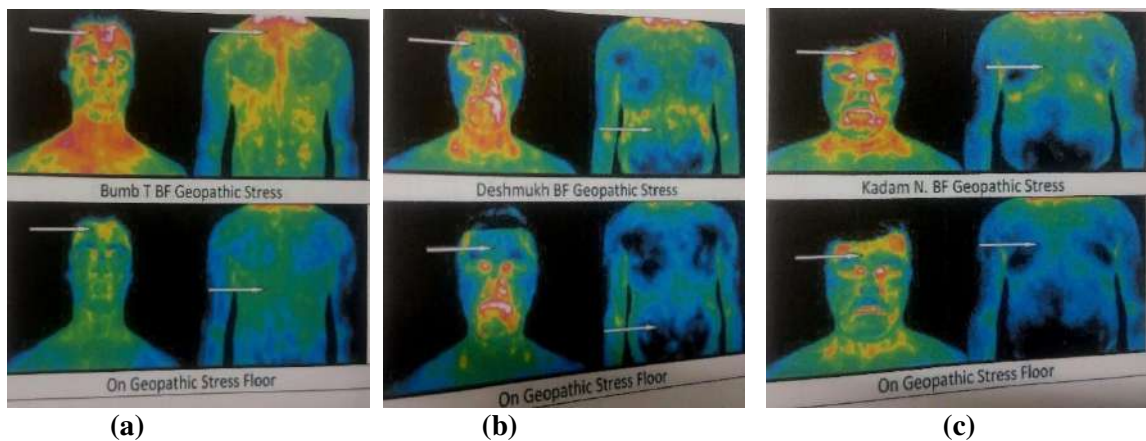 Bumb T BF Geopathic Stress
On Geopathic Stress Floor
(a)
Deshmukh BF Geopathic Stress
On Geopathic Stress Floor
(b)
Kadam N. BF Geopathic Stress
On Geopathic Stress Floor
(c)